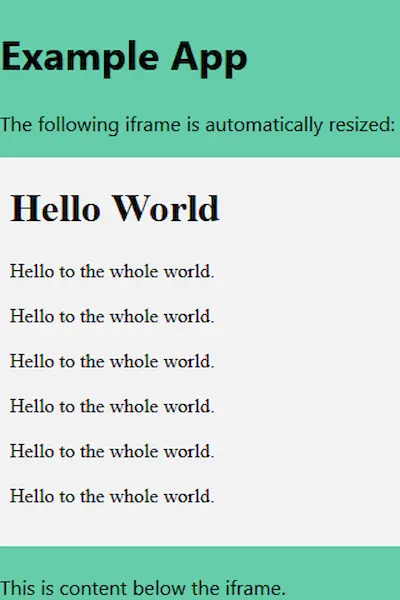 Example App
The following iframe is automatically resized:
Hello World
Hello to the whole world.
Hello to the whole world.
Hello to the whole world.
Hello to the whole world.
Hello to the whole world.
Hello to the whole world.
This is content below the iframe.